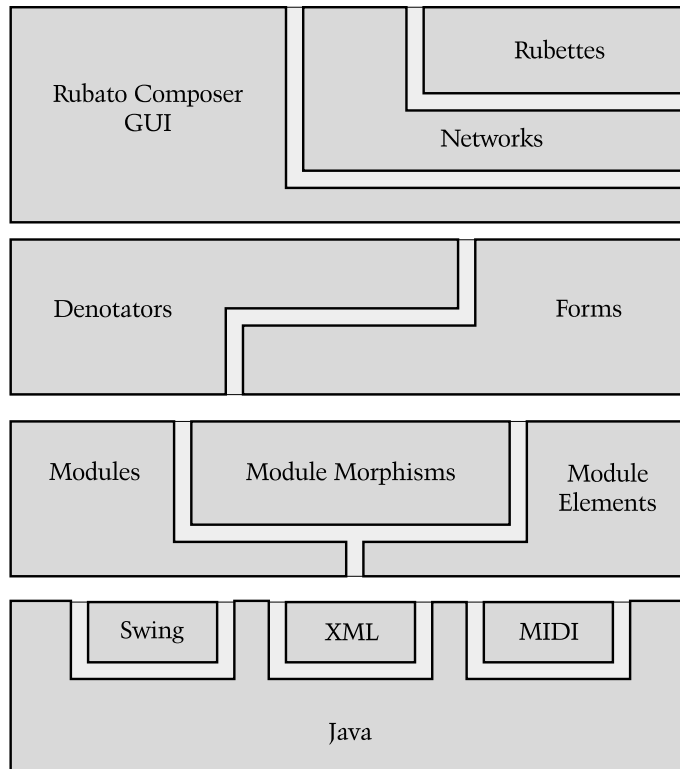 Rubettes
Rubato Composer
GUI
Networks
Denotators
Forms
Modules
Module Morphisms
Module
Elements
Swing
XML
MIDI
Java